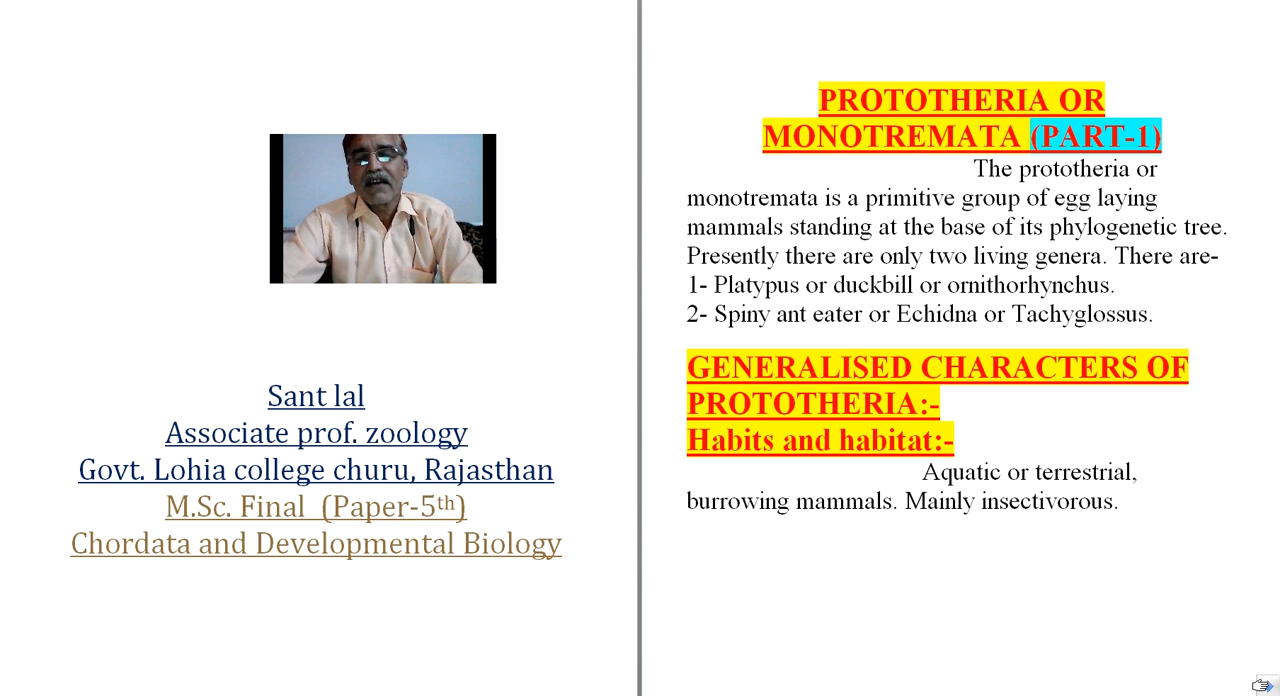 Sant lal
Associate prof. zoology
Govt. Lohia college churu, Rajasthan
M.Sc. Final  (Paper-5th)
Chordata and Developmental Biology
PROTOTHERIA OR
MONOTREMATA (PART-1)
The prototheria or
monotremata is a primitive group of egg laying
mammals standing at the base of its phylogenetic tree.
Presently there are only two living genera. There are-
1- Platypus or duckbill or ornithorhynchus.
2- Spiny ant eater or Echidna or Tachyglossus.
GENERALISED CHARACTERS OF
PROTOTHERIA:-
Habits and habitat:-
Aquatic or terrestrial,
burrowing mammals. Mainly insectivorous.